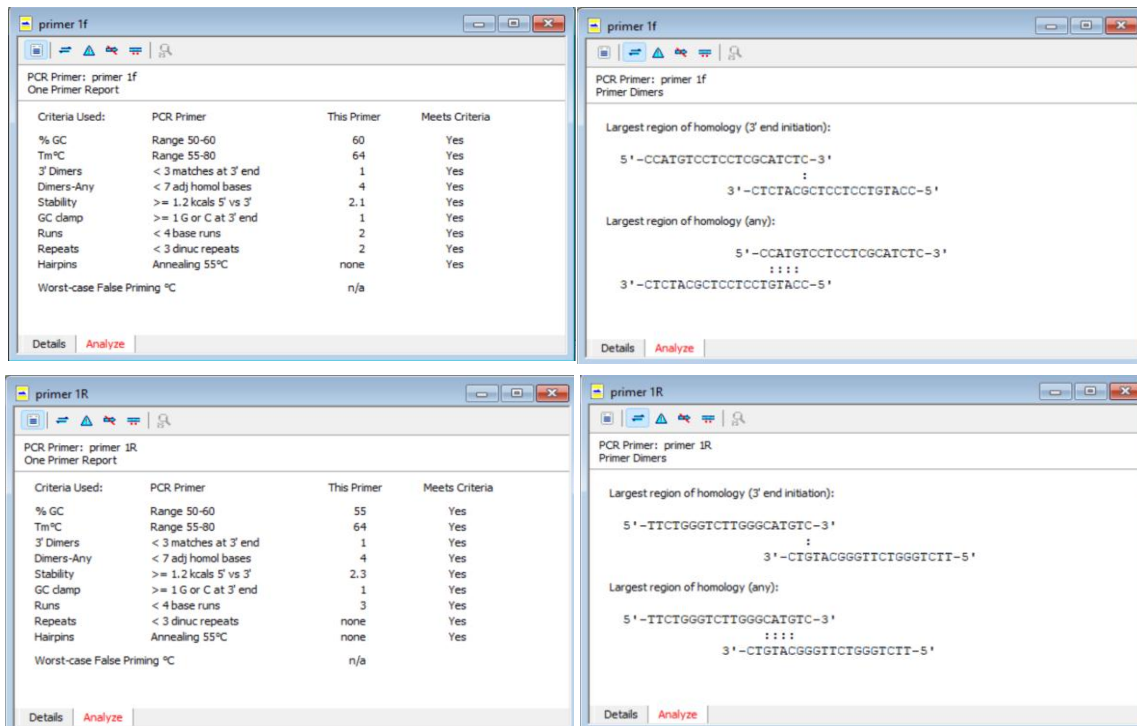 primer 1f
PCR Primer: primer 1f
One Primer Report
Criteria Used: PCR Primer This Primer Meets Criteria
% GC Range 50-60 60 Yes
Tm°C Range 55-80 64 Yes
3' Dimers < 3 matches at 3' end 1 Yes
Dimers-Any < 7 adj homol bases 4 Yes
Stability >= 1.2 kcals 5' vs 3' 2.1 Yes
GC clamp >= 1 G or C at 3' end 1 Yes
Runs < 4 base runs 2 Yes
Repeats < 3 dinuc repeats 2 Yes
Hairpins Annealing 55°C none Yes
Worst-case False Priming °C n/a
Details Analyze
primer 1f
PCR Primer: primer 1f
Primer Dimers
Largest region of homology (3' end initiation):
5'-CCATGTCCTCCTCGCATCTC-3'
:
3'-CTCTACGCTCCTCCTGTACC-5'
Largest region of homology (any):
5'-CCATGTCCTCCTCGCATCTC-3'
::::
3'-CTCTACGCTCCTCCTGTACC-5'
Details Analyze
primer 1R
PCR Primer: primer 1R
One Primer Report
Criteria Used: PCR Primer This Primer Meets Criteria
% GC Range 50-60 55 Yes
Tm°C Range 55-80 64 Yes
3' Dimers < 3 matches at 3' end 1 Yes
Dimers-Any < 7 adj homol bases 4 Yes
Stability >= 1.2 kcals 5' vs 3' 2.3 Yes
GC clamp >= 1 G or C at 3' end 1 Yes
Runs < 4 base runs 3 Yes
Repeats < 3 dinuc repeats none Yes
Hairpins Annealing 55°C none Yes
Worst-case False Priming °C n/a
Details Analyze
primer 1R
PCR Primer: primer 1R
Primer Dimers
Largest region of homology (3' end initiation):
5'-TTCTGGGTCTTGGGCATGTC-3'
:
3'-CTGTACGGGTTCTGGGTCTT-5'
Largest region of homology (any):
5'-TTCTGGGTCTTGGGCATGTC-3'
::::
3'-CTGTACGGGTTCTGGGTCTT-5'
Details Analyze